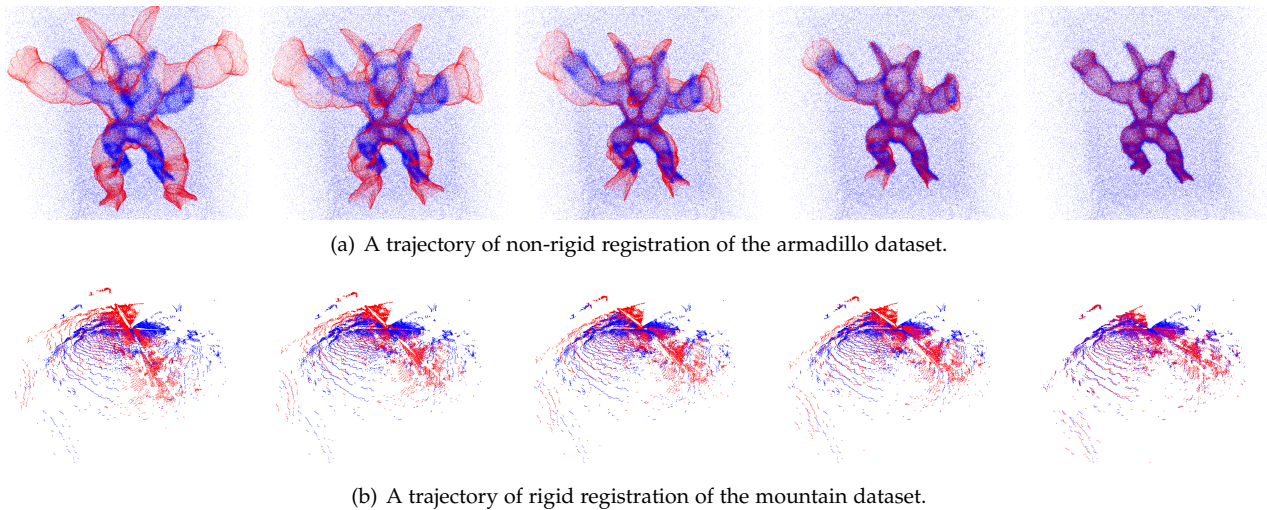 (a) A trajectory of non-rigid registration of the armadillo dataset.
(b) A trajectory of rigid registration of the mountain dataset.